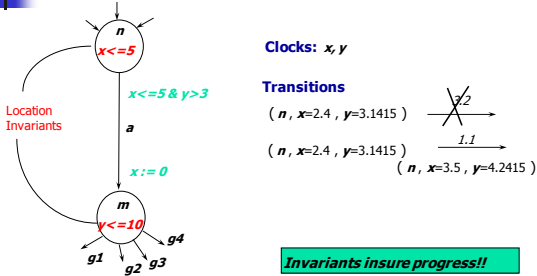 n
x<=5
x<=5 & y>3
Location
Invariants
a
x := 0
m
y<=10
g1
g2
g3
g4
Clocks: x, y
Transitions
( n , x=2.4 , y=3.1415 )
3.2
( n , x=2.4 , y=3.1415 )
1.1
( n , x=3.5 , y=4.2415 )
Invariants insure progress!!